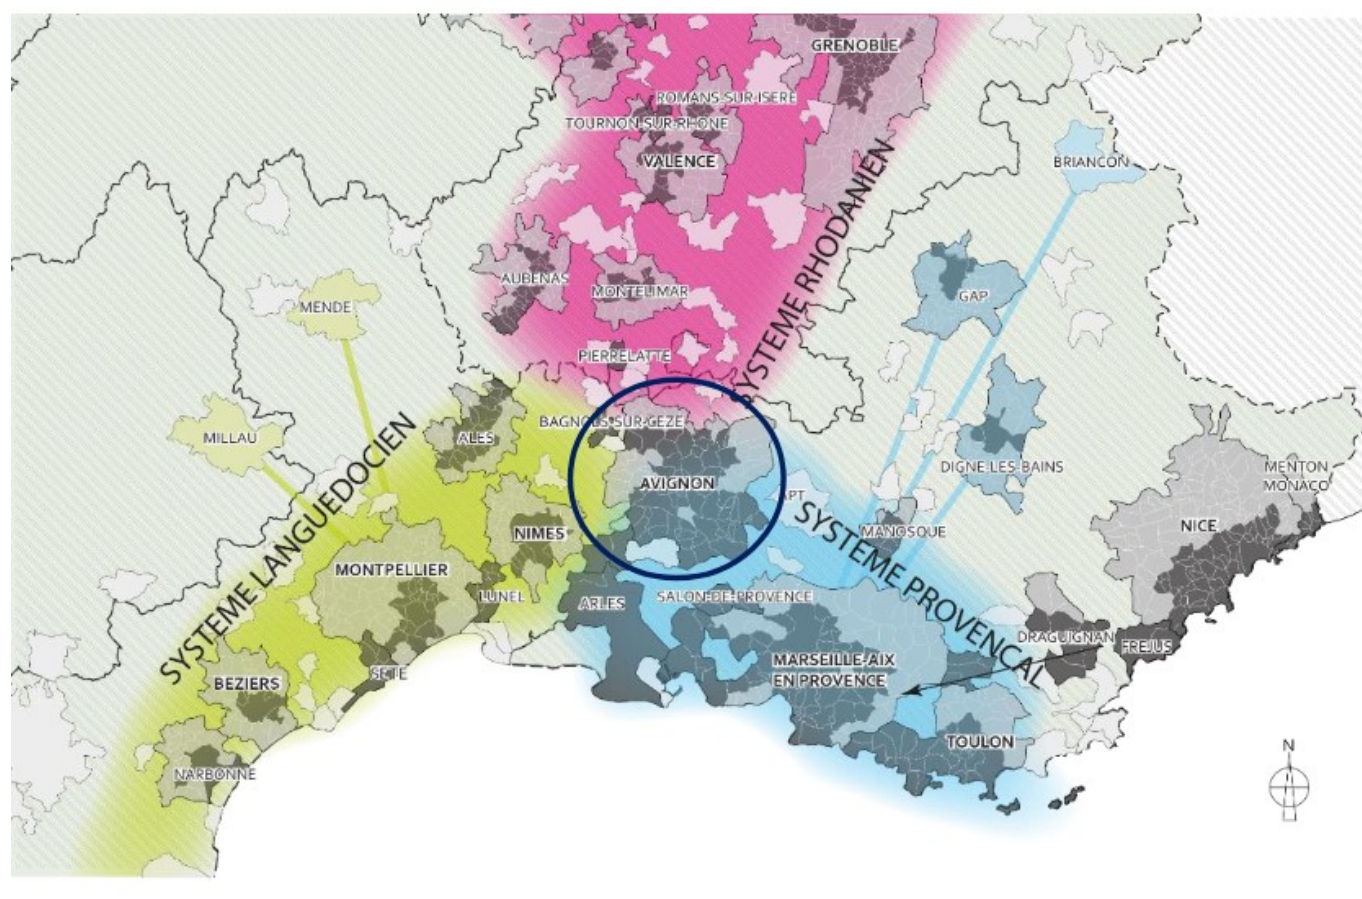 GRENOBLE
ROMANS-SUR-ISERE
TOURNON-SUR-RHONE
VALENCE
BRIANCON
SYSTEME RHODANIEN
AUBENAS
MONTELIMAR
GAP
MENDE
PIERRELATTE
BAGNOLS-SUR-CEZE
MILLAU
ALES
SYSTEME LANGUEDOCIEN
DIGNE-LES-BAINS
MENTON
MONACO
AVIGNON
APT
NIMES
MANOSQUE
NICE
SYSTEME PROVENCAL
MONTPELLIER
LUNEL
ARLES
SALON-DE-PROVENCE
DRAGUIGNAN
FREJUS
BEZIERS
SETE
MARSEILLE-AIX
EN PROVENCE
TOULON
NARBONNE
N